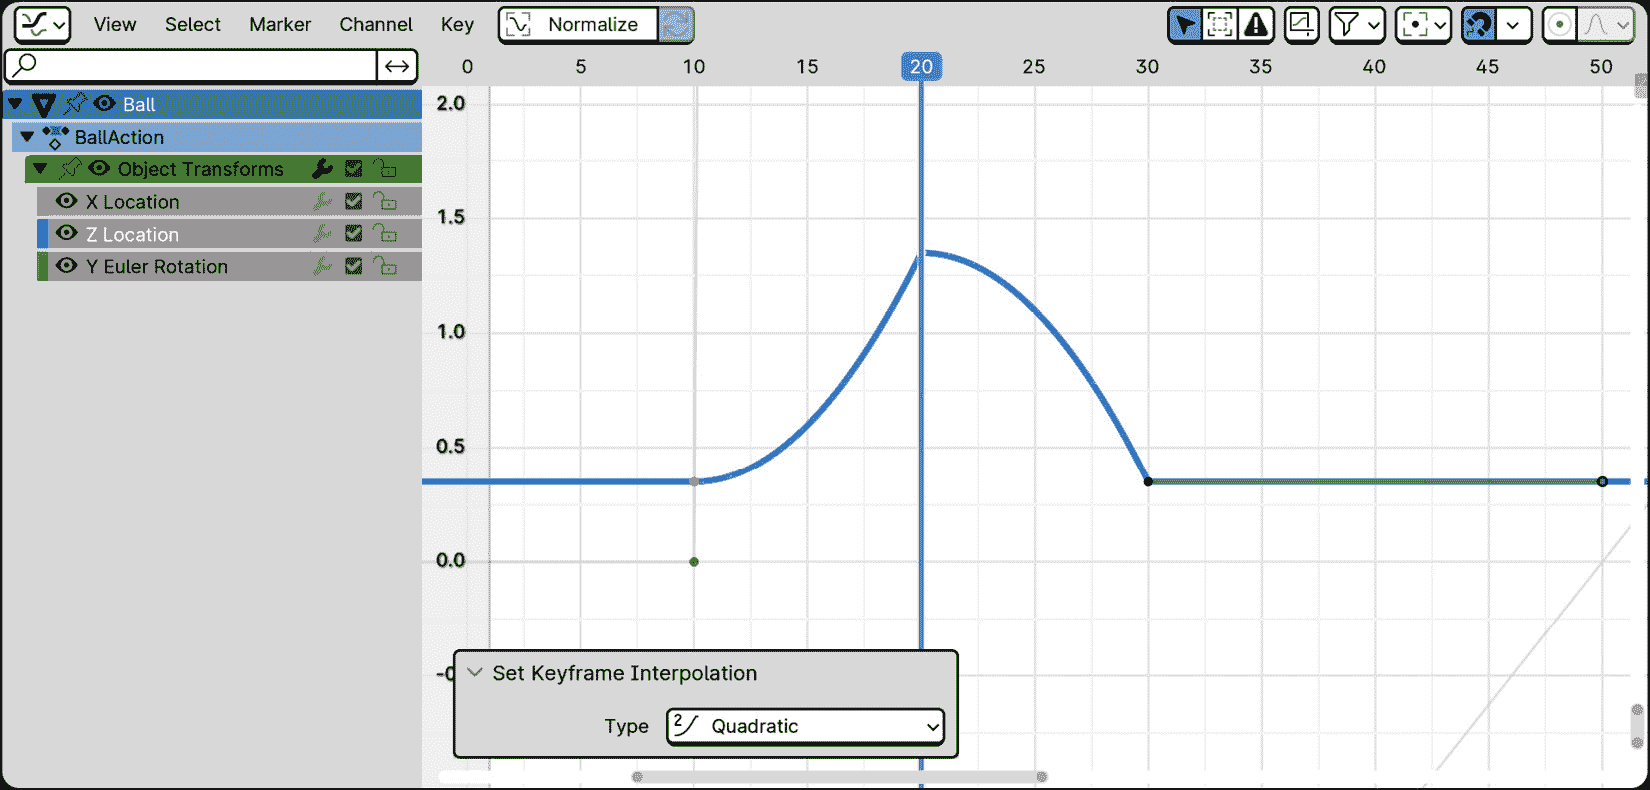 View Select Marker Channel Key Normalize
0 5 10 15 20 25 30 35 40 45 50
Ball
BallAction
Object Transforms
X Location
Z Location
Y Euler Rotation
2.0
1.5
1.0
0.5
0.0
-0
Set Keyframe Interpolation
Type 2 Quadratic